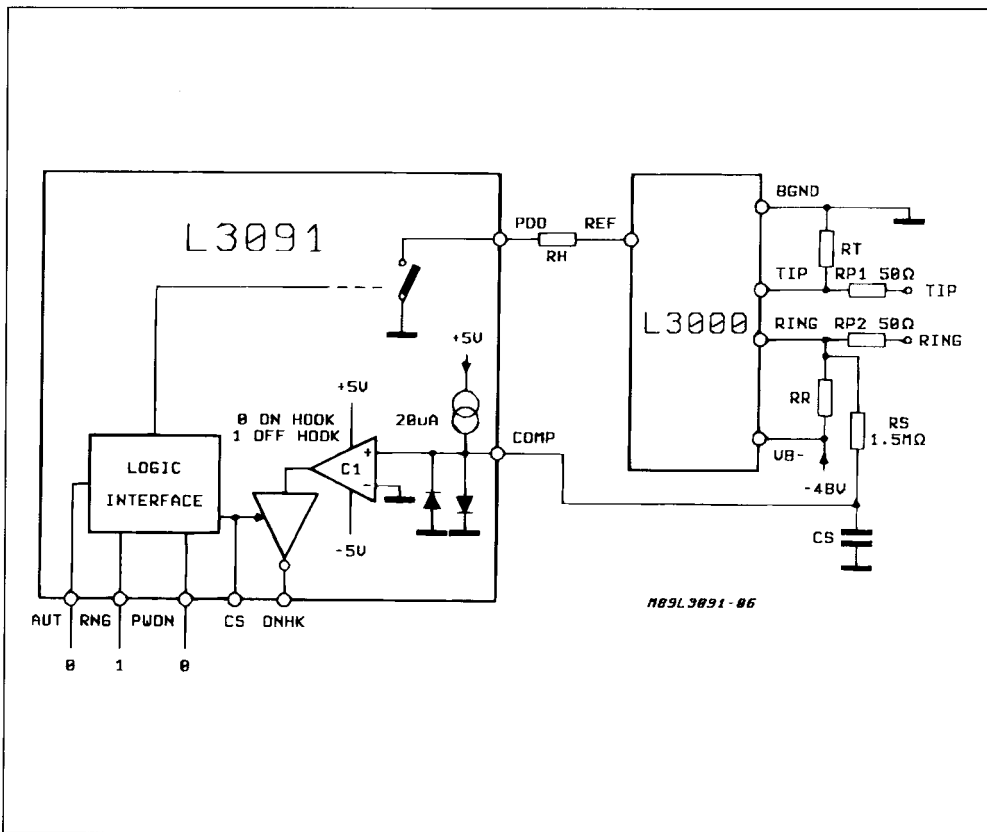 L3091
PDO
REF
RH
L3000
BGND
RT
TIP
RP1 50Ω
TIP
RING
RP2 50Ω
RING
RR
RS
1.5MΩ
VB-
-48V
CS
+5V
20uA
COMP
+5V
0 ON HOOK
1 OFF HOOK
+
-
C1
-5V
LOGIC
INTERFACE
AUT
RNG
PWDN
CS
ONHK
0
1
0
M89L3091-06